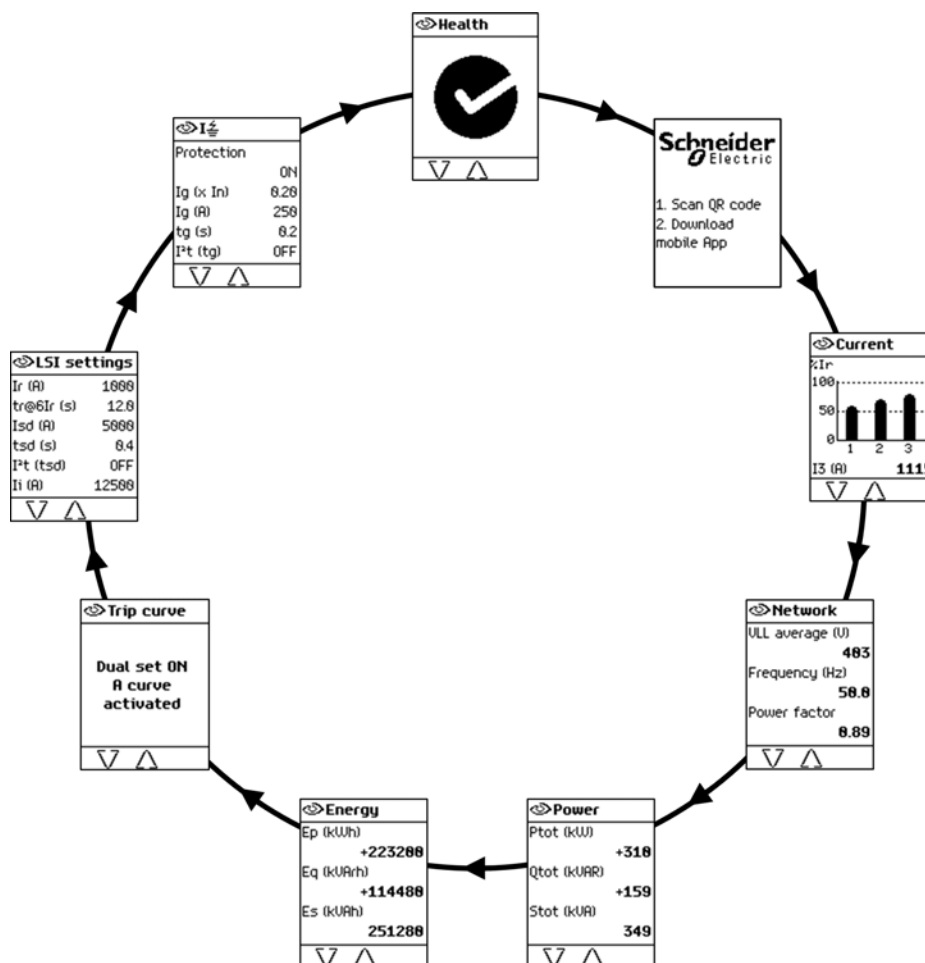 Health
Schneider
Electric
1. Scan QR code
2. Download
mobile App
Current
%Ir
100
50
0
1 2 3
I3 (A)
Network
VLL average (V)
403
Frequency (Hz)
50.0
Power factor
0.89
Power
Ptot (kW)
+310
Qtot (kVAR)
+159
Stot (kVA)
349
Energy
Ep (kWh)
+223200
Eq (kVArh)
+114480
Es (kVAh)
251280
Trip curve
Dual set ON
A curve
activated
LSI settings
Ir (A) 1000
tr@6Ir (s) 12.0
Isd (A) 5000
tsd (s) 0.4
I²t (tsd) OFF
Ii (A) 12500
I
Protection
ON
Ig (x In) 0.20
Ig (A) 250
tg (s) 0.2
I²t (tg) OFF